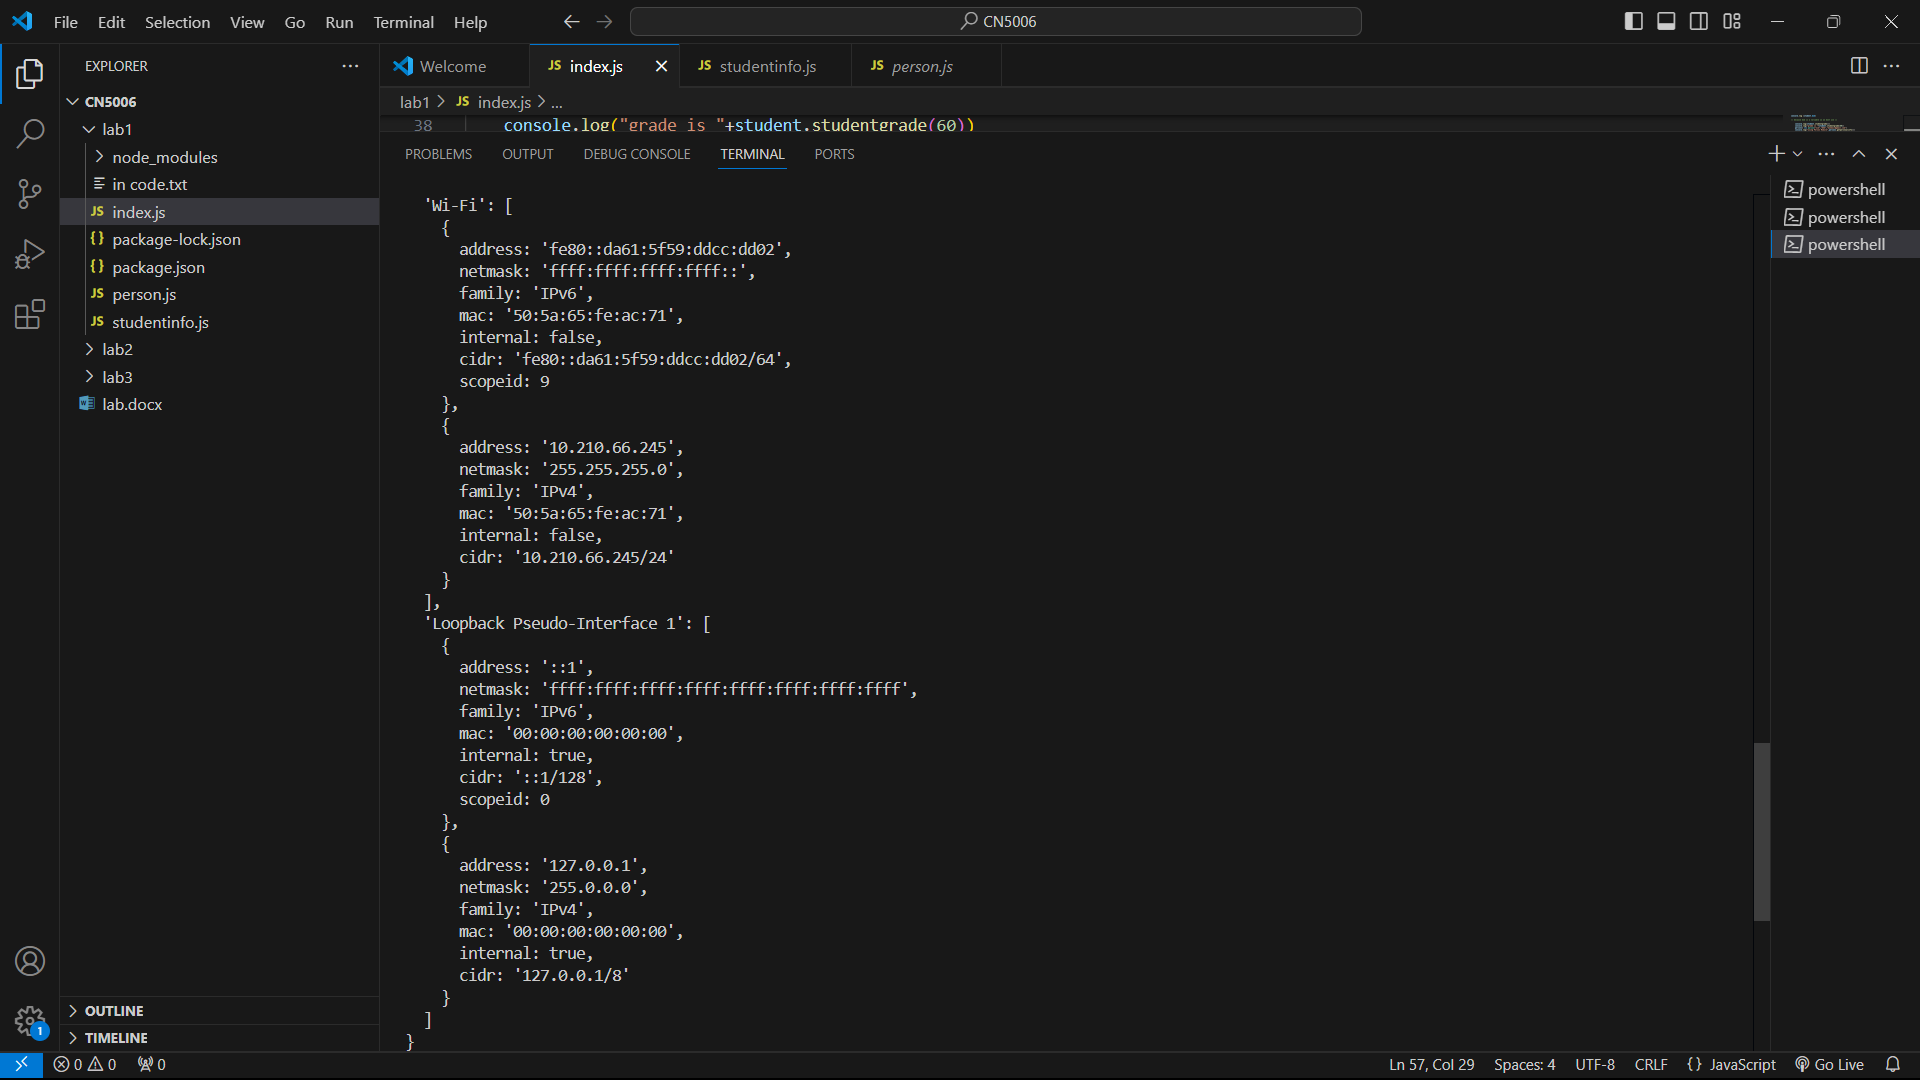 File Edit Selection View Go Run Terminal Help
CN5006
EXPLORER
CN5006
lab1
node_modules
in code.txt
JS index.js
{} package-lock.json
{} package.json
JS person.js
JS studentinfo.js
lab2
lab3
lab.docx
OUTLINE
TIMELINE
Welcome
JS index.js
JS studentinfo.js
JS person.js
lab1 > JS index.js > ...
38 console.log("grade is "+student.studentgrade(60))
PROBLEMS OUTPUT DEBUG CONSOLE TERMINAL PORTS
'Wi-Fi': [
{
address: 'fe80::da61:5f59:ddcc:dd02',
netmask: 'ffff:ffff:ffff:ffff::',
family: 'IPv6',
mac: '50:5a:65:fe:ac:71',
internal: false,
cidr: 'fe80::da61:5f59:ddcc:dd02/64',
scopeid: 9
},
{
address: '10.210.66.245',
netmask: '255.255.255.0',
family: 'IPv4',
mac: '50:5a:65:fe:ac:71',
internal: false,
cidr: '10.210.66.245/24'
}
],
'Loopback Pseudo-Interface 1': [
{
address: '::1',
netmask: 'ffff:ffff:ffff:ffff:ffff:ffff:ffff:ffff',
family: 'IPv6',
mac: '00:00:00:00:00:00',
internal: true,
cidr: '::1/128',
scopeid: 0
},
{
address: '127.0.0.1',
netmask: '255.0.0.0',
family: 'IPv4',
mac: '00:00:00:00:00:00',
internal: true,
cidr: '127.0.0.1/8'
}
]
}
powershell
powershell
powershell
1
0 0 0
Ln 57, Col 29 Spaces: 4 UTF-8 CRLF {} JavaScript Go Live